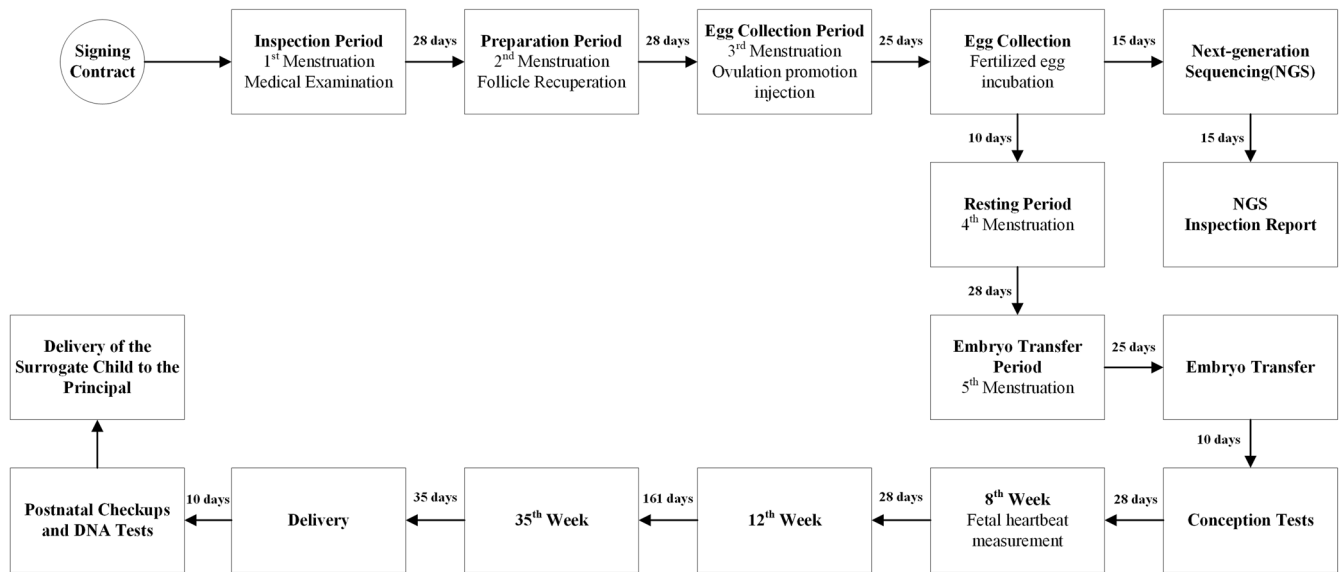 Signing
Contract
Inspection Period
1st Menstruation
Medical Examination
28 days
Preparation Period
2nd Menstruation
Follicle Recuperation
28 days
Egg Collection Period
3rd Menstruation
Ovulation promotion
injection
25 days
Egg Collection
Fertilized egg
incubation
15 days
Next-generation
Sequencing(NGS)
10 days
15 days
Resting Period
4th Menstruation
NGS
Inspection Report
28 days
Embryo Transfer
Period
5th Menstruation
25 days
Embryo Transfer
10 days
Conception Tests
28 days
8th Week
Fetal heartbeat
measurement
28 days
12th Week
161 days
35th Week
35 days
Delivery
10 days
Postnatal Checkups
and DNA Tests
Delivery of the
Surrogate Child to the
Principal